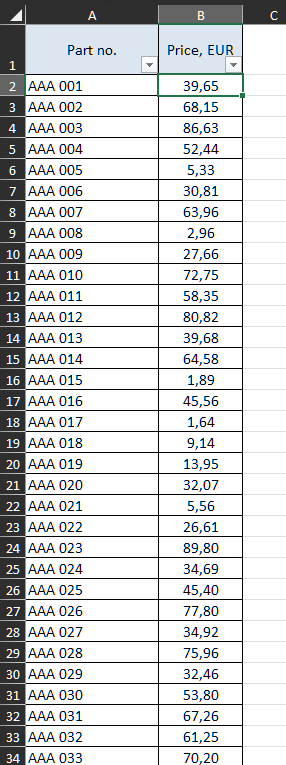 A B C
1 Part no. Price, EUR
2 AAA 001 39,65
3 AAA 002 68,15
4 AAA 003 86,63
5 AAA 004 52,44
6 AAA 005 5,33
7 AAA 006 30,81
8 AAA 007 63,96
9 AAA 008 2,96
10 AAA 009 27,66
11 AAA 010 72,75
12 AAA 011 58,35
13 AAA 012 80,82
14 AAA 013 39,68
15 AAA 014 64,58
16 AAA 015 1,89
17 AAA 016 45,56
18 AAA 017 1,64
19 AAA 018 9,14
20 AAA 019 13,95
21 AAA 020 32,07
22 AAA 021 5,56
23 AAA 022 26,61
24 AAA 023 89,80
25 AAA 024 34,69
26 AAA 025 45,40
27 AAA 026 77,80
28 AAA 027 34,92
29 AAA 028 75,96
30 AAA 029 32,46
31 AAA 030 53,80
32 AAA 031 67,26
33 AAA 032 61,25
34 AAA 033 70,20